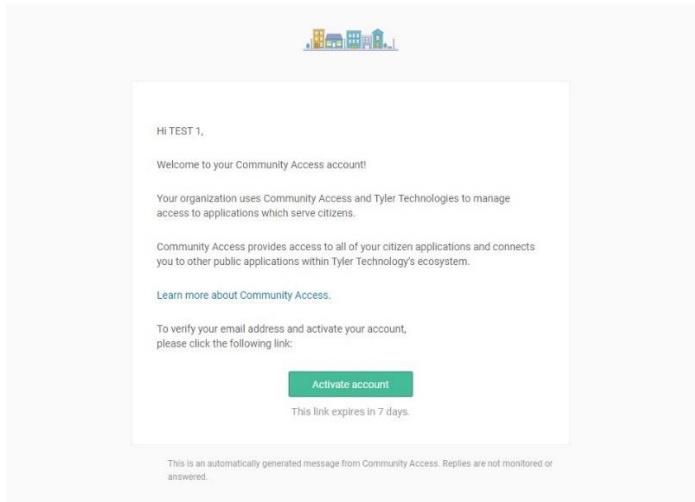 Hi TEST 1,
Welcome to your Community Access account!
Your organization uses Community Access and Tyler Technologies to manage
access to applications which serve citizens.
Community Access provides access to all of your citizen applications and connects
you to other public applications within Tyler Technology's ecosystem.
Learn more about Community Access.
To verify your email address and activate your account,
please click the following link:
Activate account
This link expires in 7 days.
This is an automatically generated message from Community Access. Replies are not monitored or
answered.